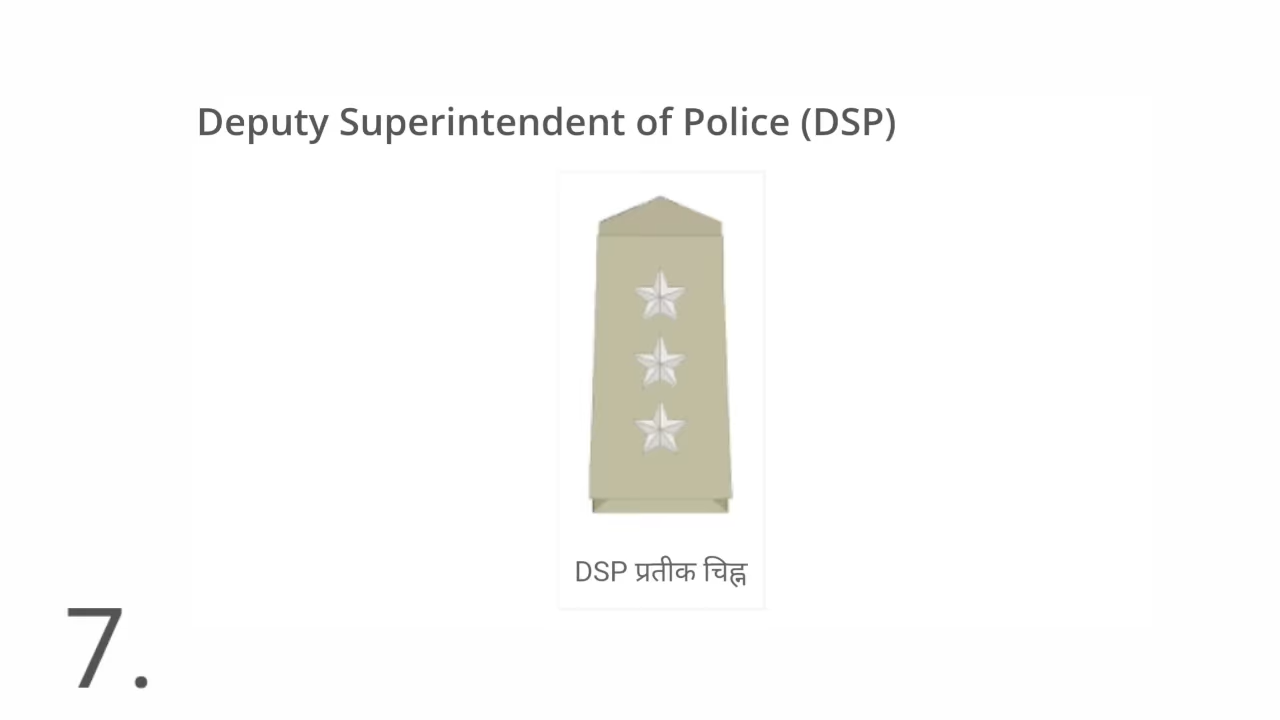 Deputy Superintendent of Police (DSP)
DSP प्रतीक चिह्न
7.